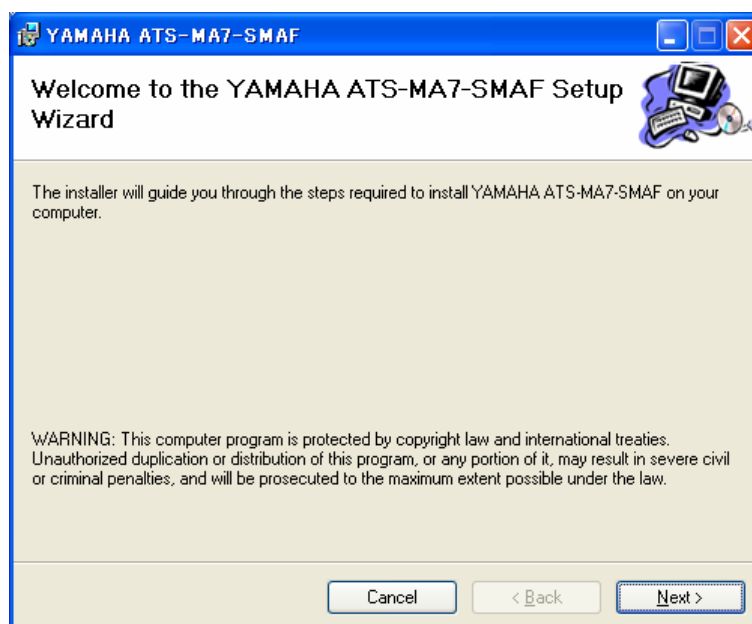 YAMAHA ATS-MA7-SMAF
Welcome to the YAMAHA ATS-MA7-SMAF Setup
Wizard
The installer will guide you through the steps required to install YAMAHA ATS-MA7-SMAF on your
computer.
WARNING: This computer program is protected by copyright law and international treaties.
Unauthorized duplication or distribution of this program, or any portion of it, may result in severe civil
or criminal penalties, and will be prosecuted to the maximum extent possible under the law.
Cancel
< Back
Next >